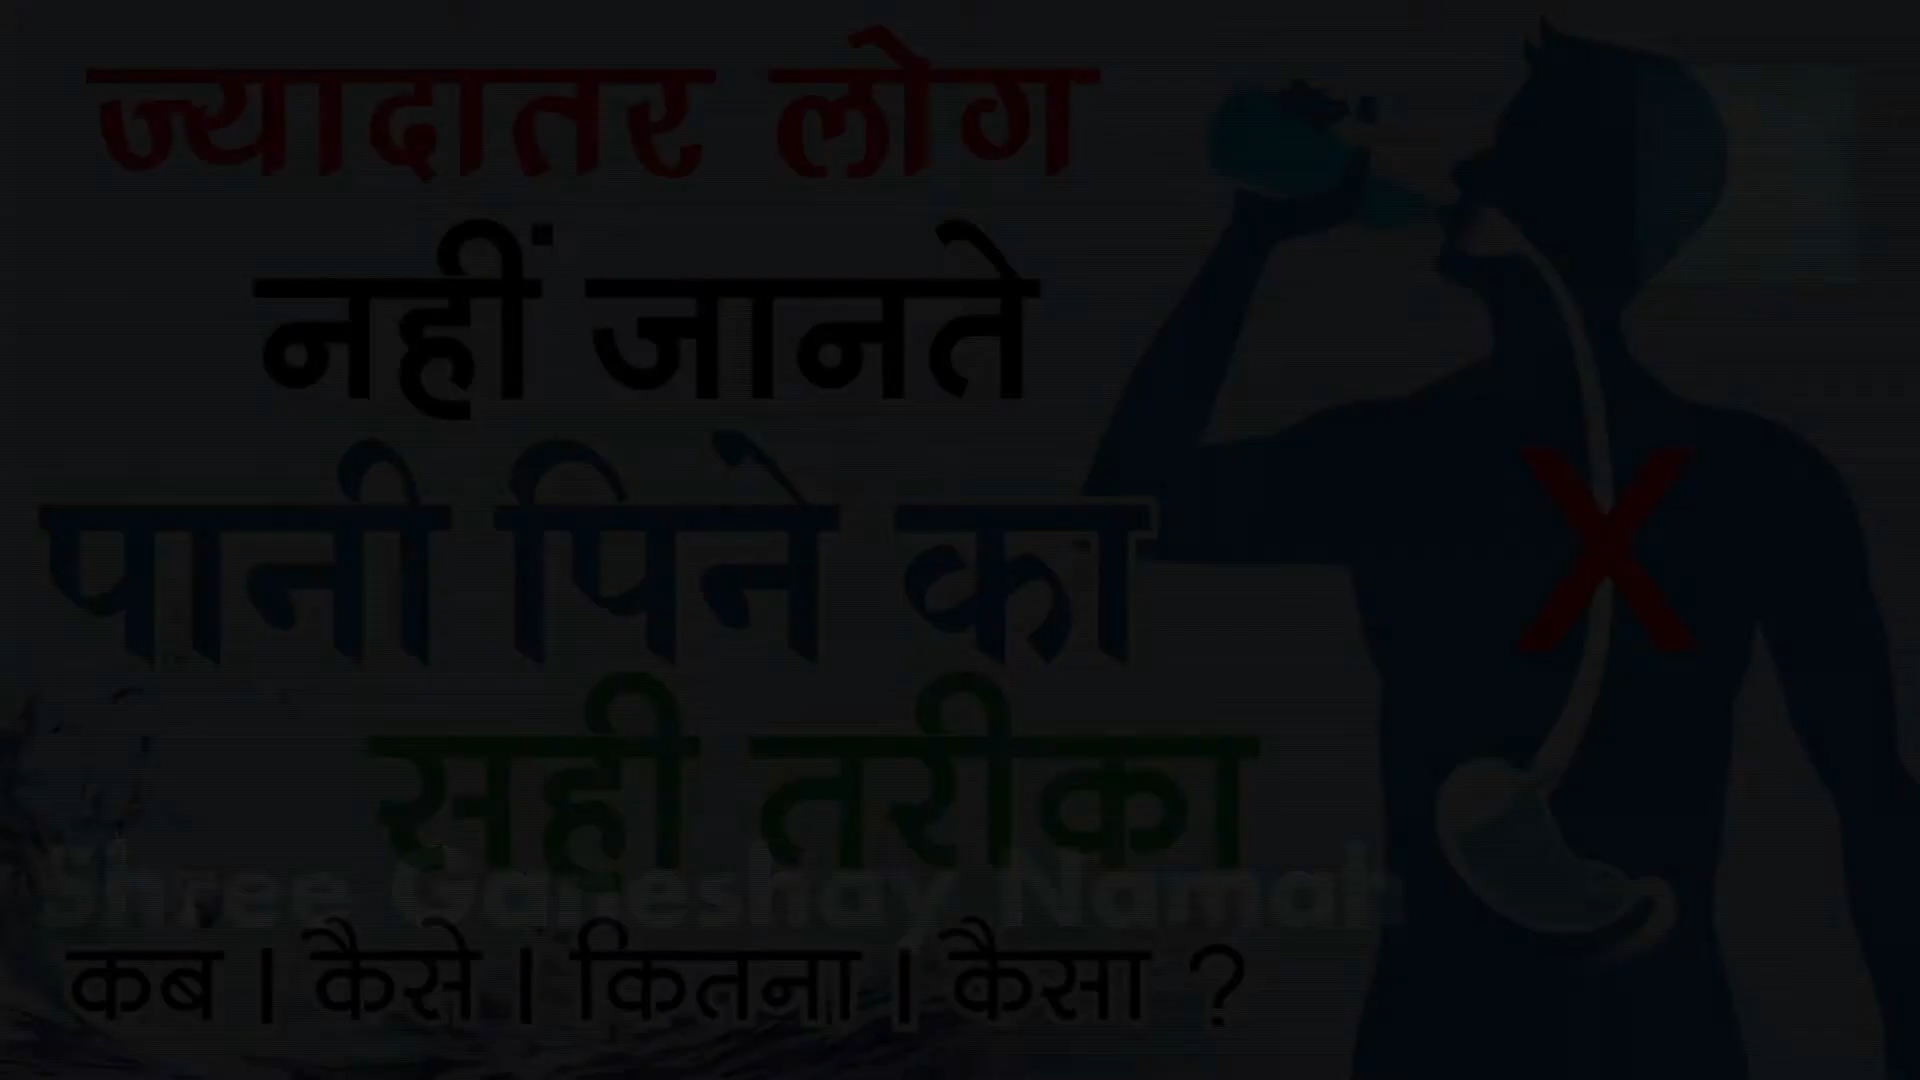 ज्यादातर लोग
नहीं जानते
पानी पिने का
सही तरीका
Shree Ganeshay Namah
कब । कैसे । कितना । कैसा ?